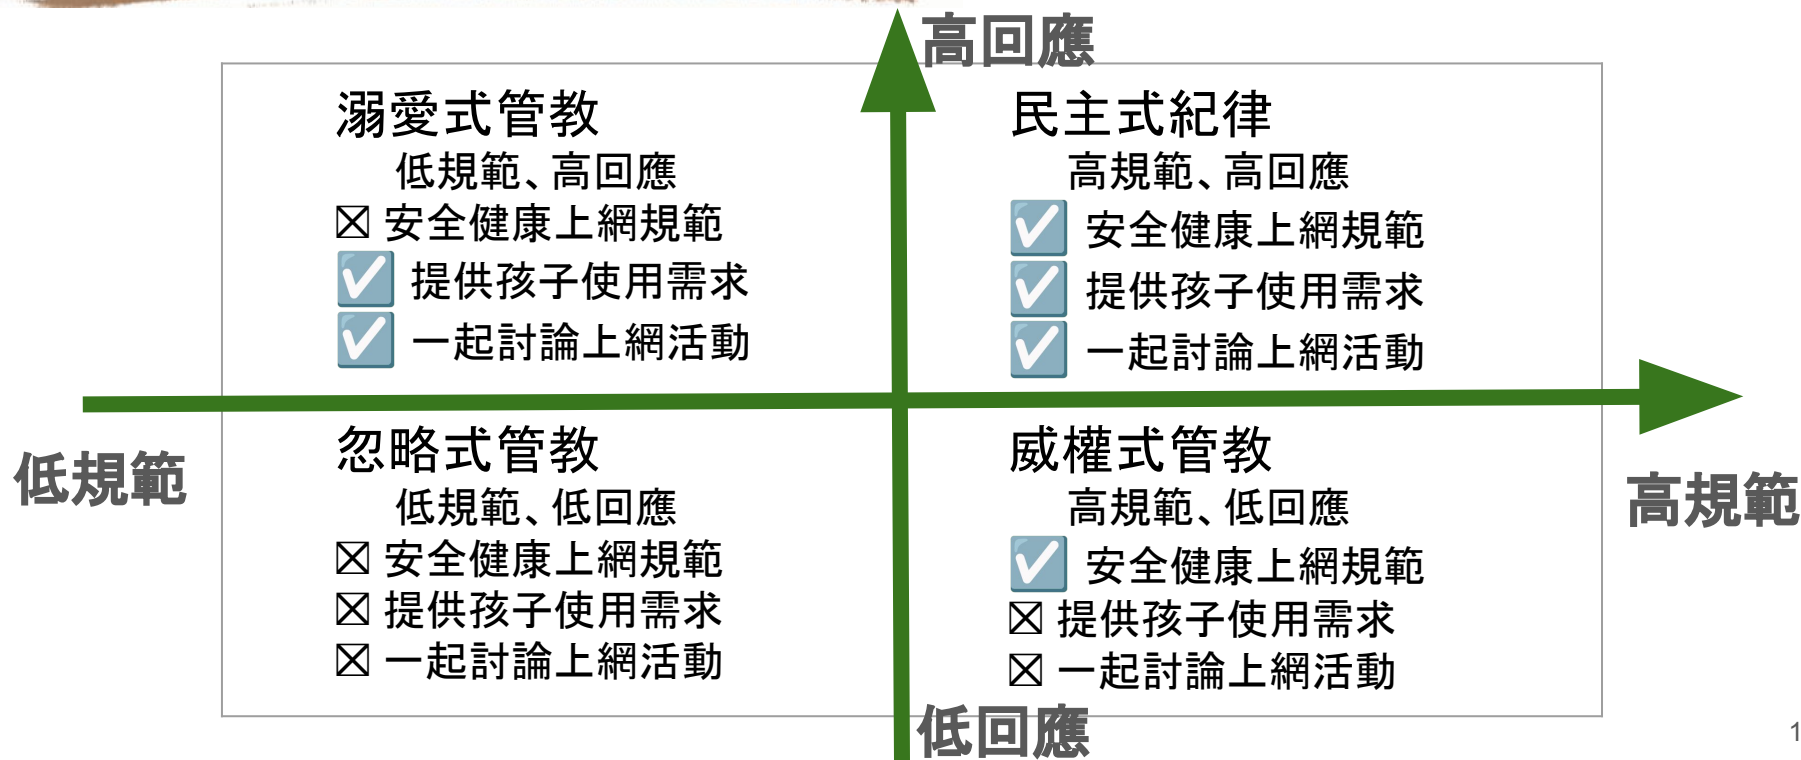 高回應
溺愛式管教
低規範、高回應
☒ 安全健康上網規範
☑ 提供孩子使用需求
☑ 一起討論上網活動
民主式紀律
高規範、高回應
☑ 安全健康上網規範
☑ 提供孩子使用需求
☑ 一起討論上網活動
低規範
高規範
忽略式管教
低規範、低回應
☒ 安全健康上網規範
☒ 提供孩子使用需求
☒ 一起討論上網活動
威權式管教
高規範、低回應
☑ 安全健康上網規範
☒ 提供孩子使用需求
☒ 一起討論上網活動
低回應
1